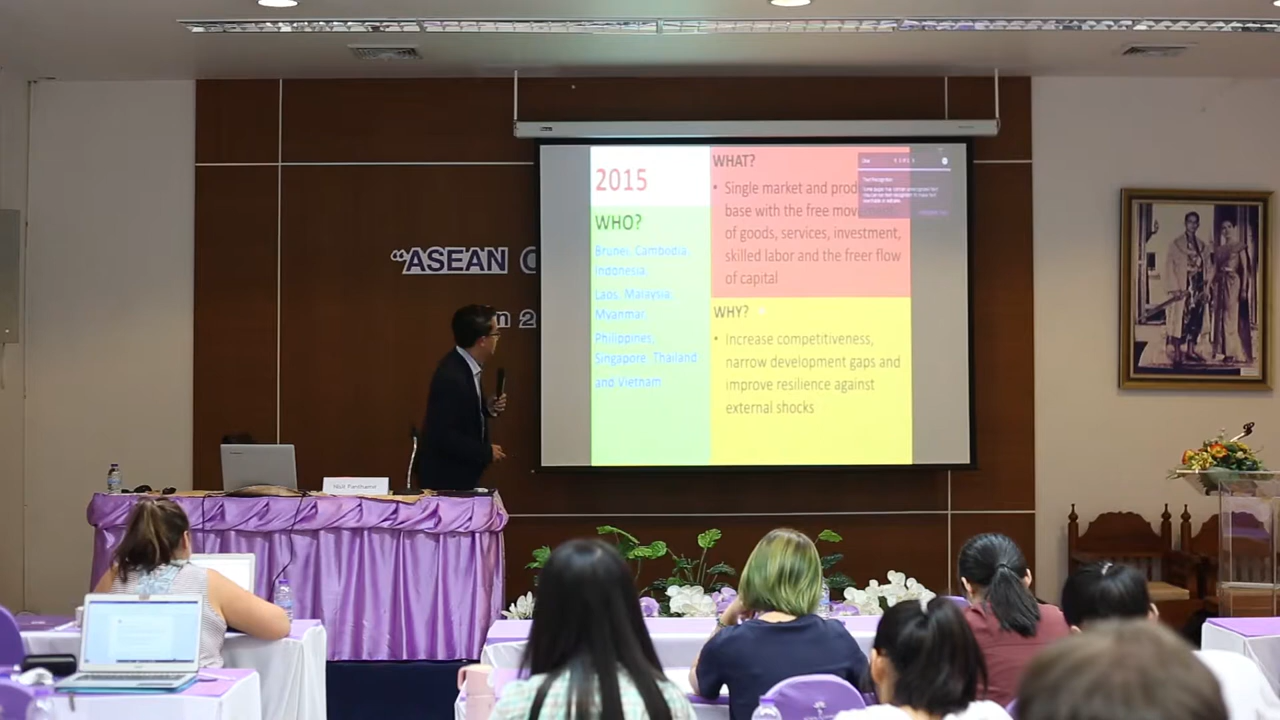 2015
WHO?
Brunei, Cambodia,
Indonesia,
Laos, Malaysia,
Myanmar,
Philippines,
Singapore, Thailand
and Vietnam
WHAT?
• Single market and prod
base with the free movement
of goods, services, investment,
skilled labor and the freer flow
of capital
WHY?
• Increase competitiveness,
narrow development gaps and
improve resilience against
external shocks
“ASEAN C
n 2